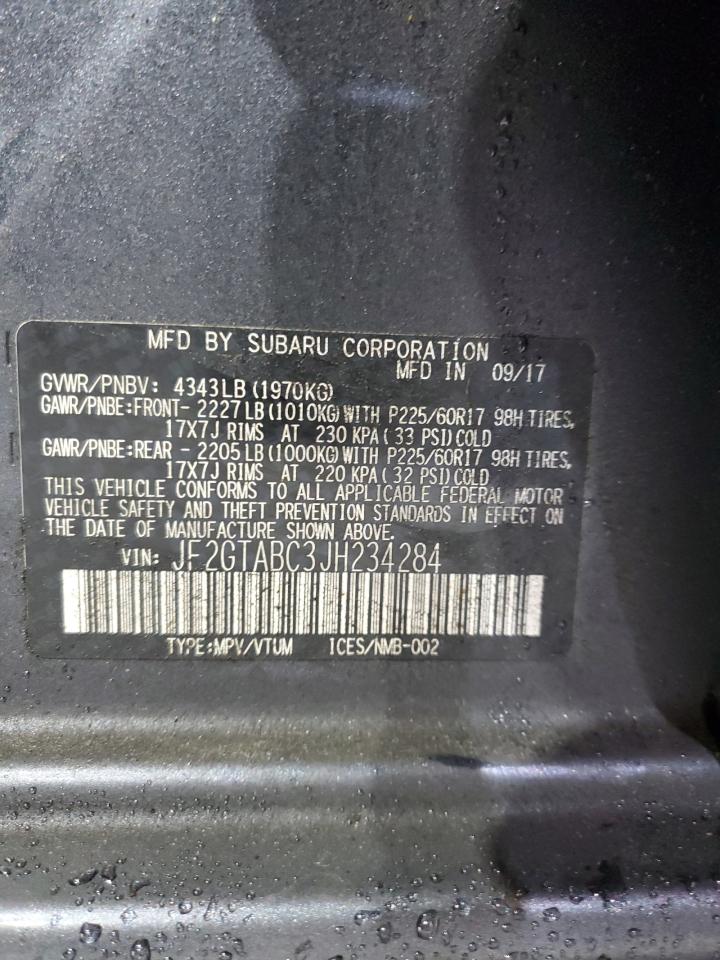 MFD BY SUBARU CORPORATION
MFD IN 09/17
GVWR/PNBV: 4343LB(1970KG)
GAWR/PNBE:FRONT- 2227LB(1010KG)WITH P225/60R17 98H TIRES,
17X7J RIMS AT 230 KPA(33 PSI)COLD
GAWR/PNBE:REAR - 2205LB(1000KG)WITH P225/60R17 98H TIRES,
17X7J RIMS AT 220 KPA(32 PSI)COLD
THIS VEHICLE CONFORMS TO ALL APPLICABLE FEDERAL MOTOR
VEHICLE SAFETY AND THEFT PREVENTION STANDARDS IN EFFECT ON
THE DATE OF MANUFACTURE SHOWN ABOVE.
VIN: JF2GTABC3JH234284
TYPE:MPV/VTUM ICES/NMB-002